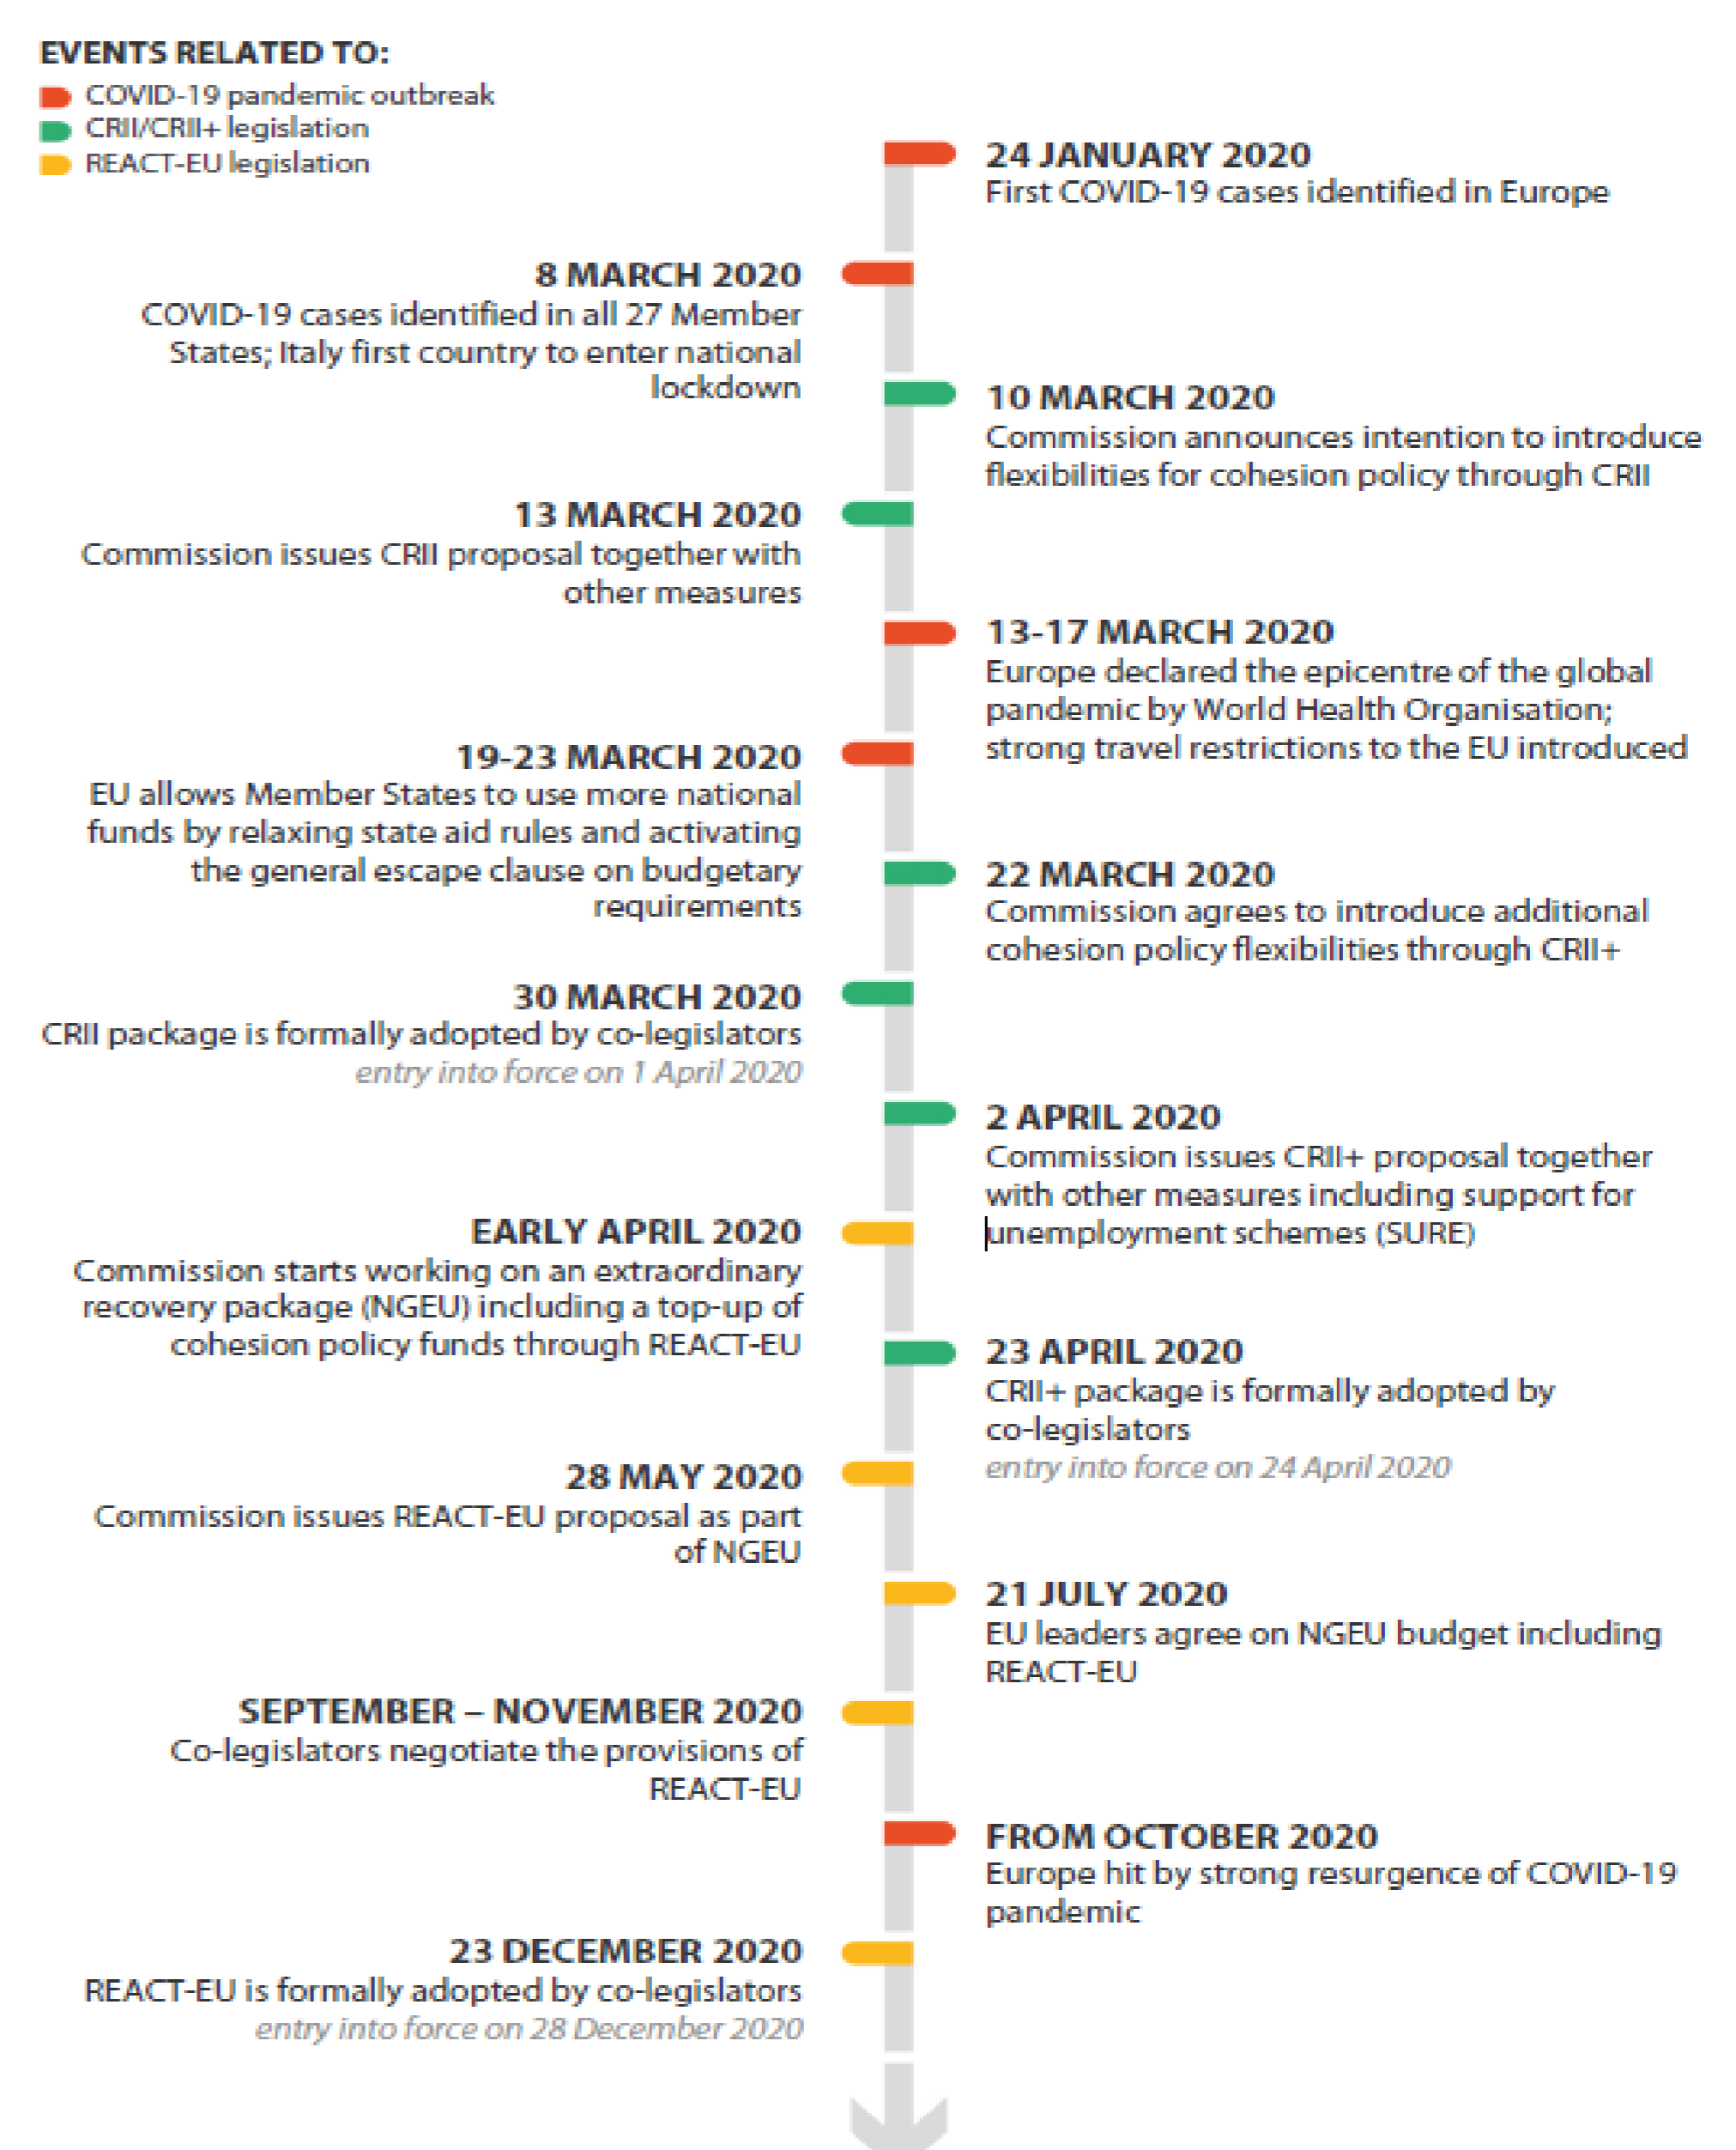 EVENTS RELATED TO:
COVID-19 pandemic outbreak
CRII/CRII+ legislation
REACT-EU legislation
24 JANUARY 2020
First COVID-19 cases identified in Europe
8 MARCH 2020
COVID-19 cases identified in all 27 Member
States; Italy first country to enter national
lockdown
10 MARCH 2020
Commission announces intention to introduce
flexibilities for cohesion policy through CRII
13 MARCH 2020
Commission issues CRII proposal together with
other measures
13-17 MARCH 2020
Europe declared the epicentre of the global
pandemic by World Health Organisation;
strong travel restrictions to the EU introduced
19-23 MARCH 2020
EU allows Member States to use more national
funds by relaxing state aid rules and activating
the general escape clause on budgetary
requirements
22 MARCH 2020
Commission agrees to introduce additional
cohesion policy flexibilities through CRII+
30 MARCH 2020
CRII package is formally adopted by co-legislators
entry into force on 1 April 2020
2 APRIL 2020
Commission issues CRII+ proposal together
with other measures including support for
unemployment schemes (SURE)
EARLY APRIL 2020
Commission starts working on an extraordinary
recovery package (NGEU) including a top-up of
cohesion policy funds through REACT-EU
23 APRIL 2020
CRII+ package is formally adopted by
co-legislators
entry into force on 24 April 2020
28 MAY 2020
Commission issues REACT-EU proposal as part
of NGEU
21 JULY 2020
EU leaders agree on NGEU budget including
REACT-EU
SEPTEMBER – NOVEMBER 2020
Co-legislators negotiate the provisions of
REACT-EU
FROM OCTOBER 2020
Europe hit by strong resurgence of COVID-19
pandemic
23 DECEMBER 2020
REACT-EU is formally adopted by co-legislators
entry into force on 28 December 2020